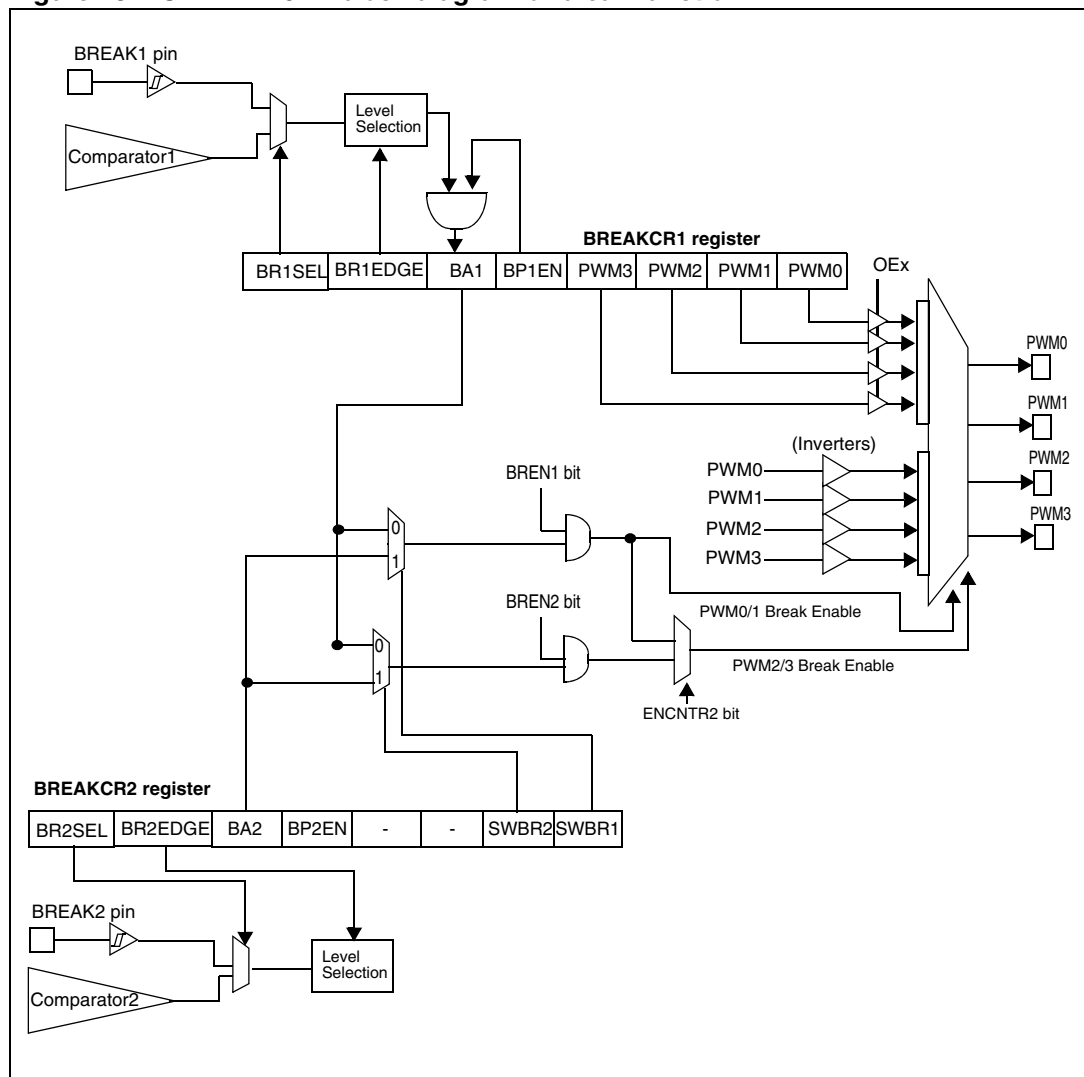 BREAK1 pin
Level
Selection
Comparator1
BREAKCR1 register
BR1SEL BR1EDGE BA1 BP1EN PWM3 PWM2 PWM1 PWM0
OEx
PWM0
PWM1
PWM2
PWM3
(Inverters)
PWM0
PWM1
PWM2
PWM3
BREN1 bit
0
1
BREN2 bit
PWM0/1 Break Enable
0
1
PWM2/3 Break Enable
ENCNTR2 bit
BREAKCR2 register
BR2SEL BR2EDGE BA2 BP2EN - - SWBR2 SWBR1
BREAK2 pin
Level
Selection
Comparator2